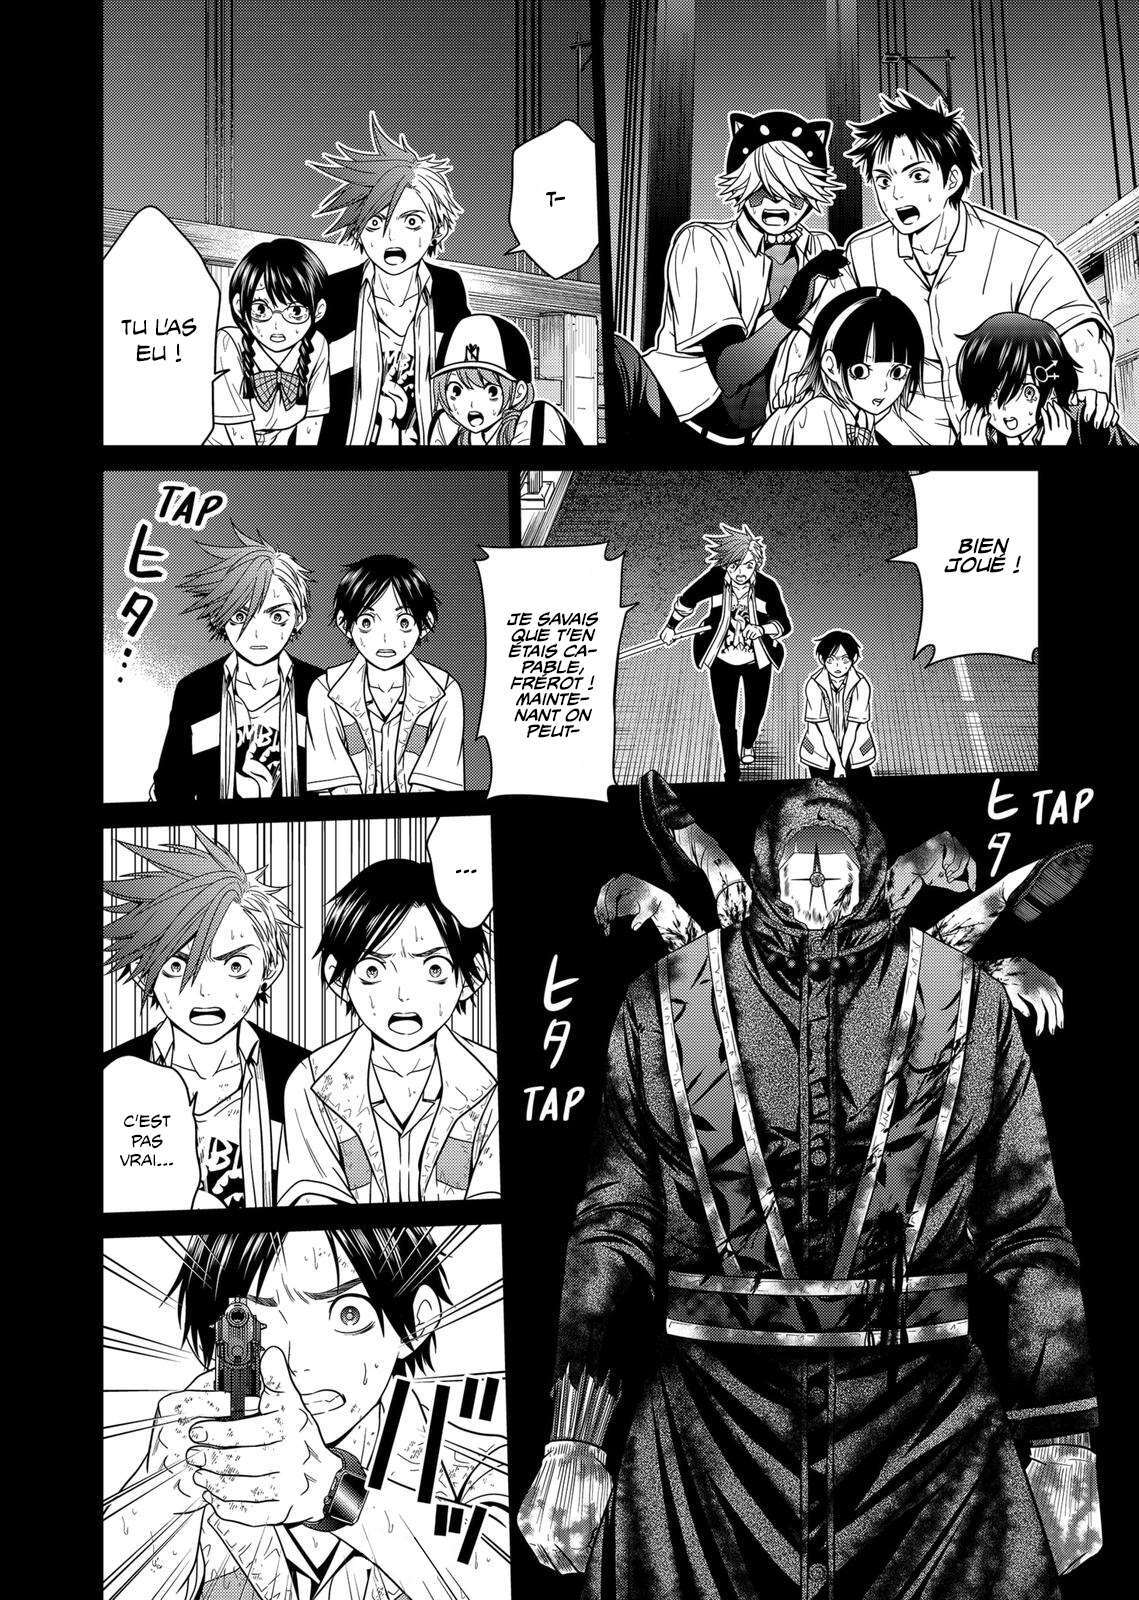 T-
TU L'AS
EU !
BIEN
JOUÉ !
JE SAVAIS
QUE T'EN
ÉTAIS CA-
PABLE,
FRÉROT !
MAINTE-
NANT ON
PEUT-
TAP
ヒタ...
ヒタ
TAP
ヒタ
TAP
...
C'EST
PAS
VRAI...
バッ